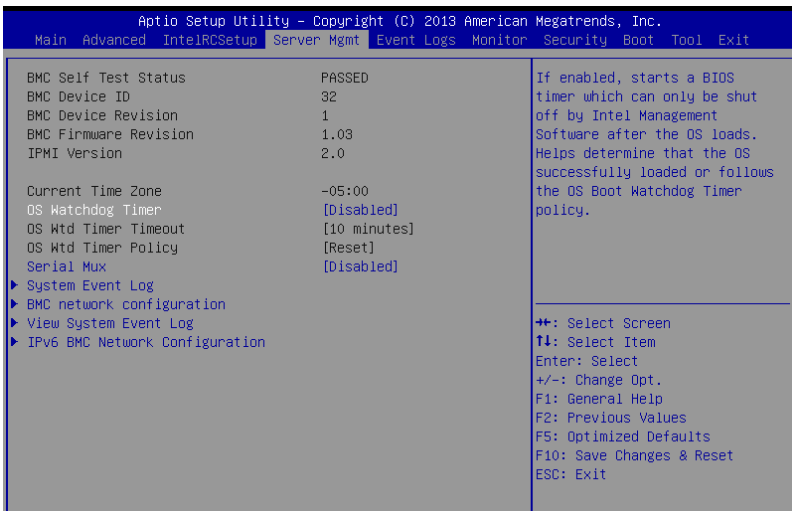 Aptio Setup Utility – Copyright (C) 2013 American Megatrends, Inc.
Main Advanced IntelRCSetup Server Mgmt Event Logs Monitor Security Boot Tool Exit
BMC Self Test Status PASSED
BMC Device ID 32
BMC Device Revision 1
BMC Firmware Revision 1.03
IPMI Version 2.0
Current Time Zone -05:00
OS Watchdog Timer [Disabled]
OS Wtd Timer Timeout [10 minutes]
OS Wtd Timer Policy [Reset]
Serial Mux [Disabled]
System Event Log
BMC network configuration
View System Event Log
IPv6 BMC Network Configuration
If enabled, starts a BIOS
timer which can only be shut
off by Intel Management
Software after the OS loads.
Helps determine that the OS
successfully loaded or follows
the OS Boot Watchdog Timer
policy.
→←: Select Screen
↑↓: Select Item
Enter: Select
+/-: Change Opt.
F1: General Help
F2: Previous Values
F5: Optimized Defaults
F10: Save Changes & Reset
ESC: Exit